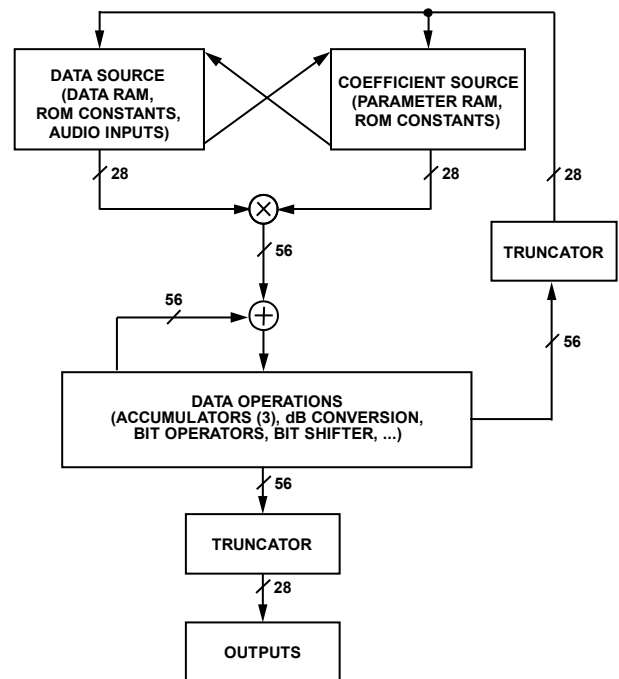 DATA SOURCE
(DATA RAM,
ROM CONSTANTS,
AUDIO INPUTS)
COEFFICIENT SOURCE
(PARAMETER RAM,
ROM CONSTANTS)
28
28
28
TRUNCATOR
56
56
56
DATA OPERATIONS
(ACCUMULATORS (3), dB CONVERSION,
BIT OPERATORS, BIT SHIFTER, ...)
56
TRUNCATOR
28
OUTPUTS